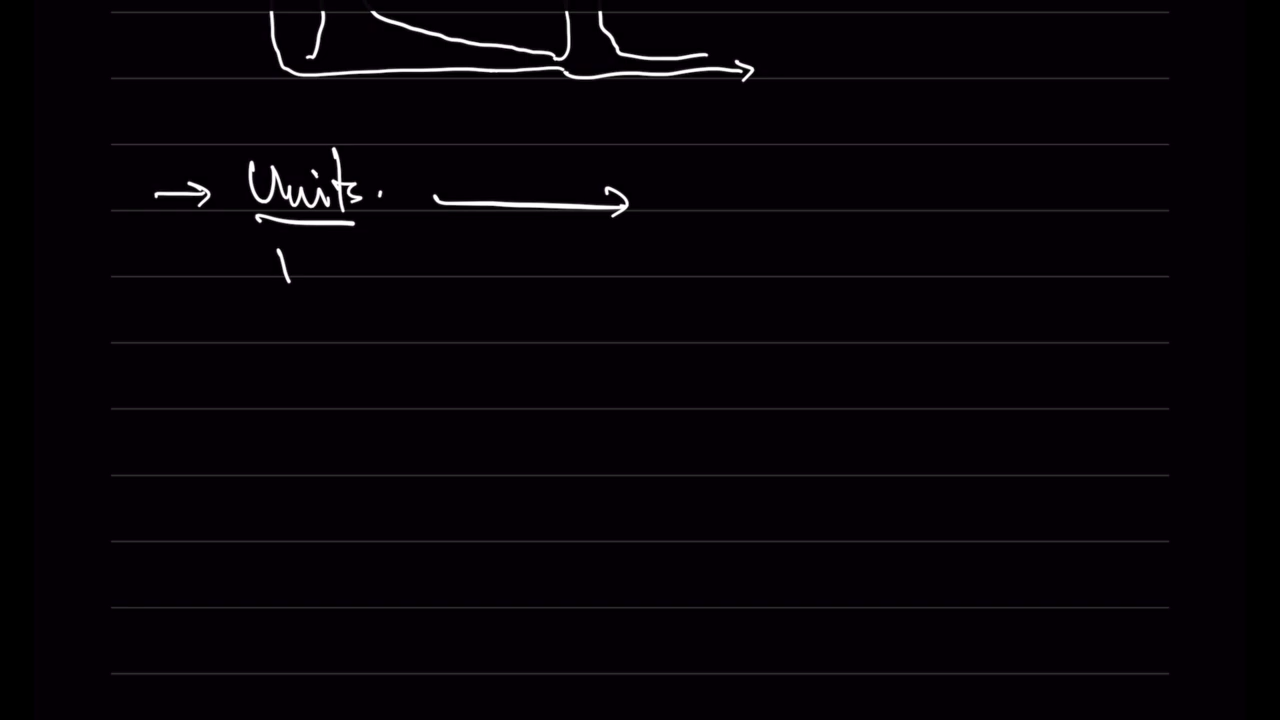 → Units. →